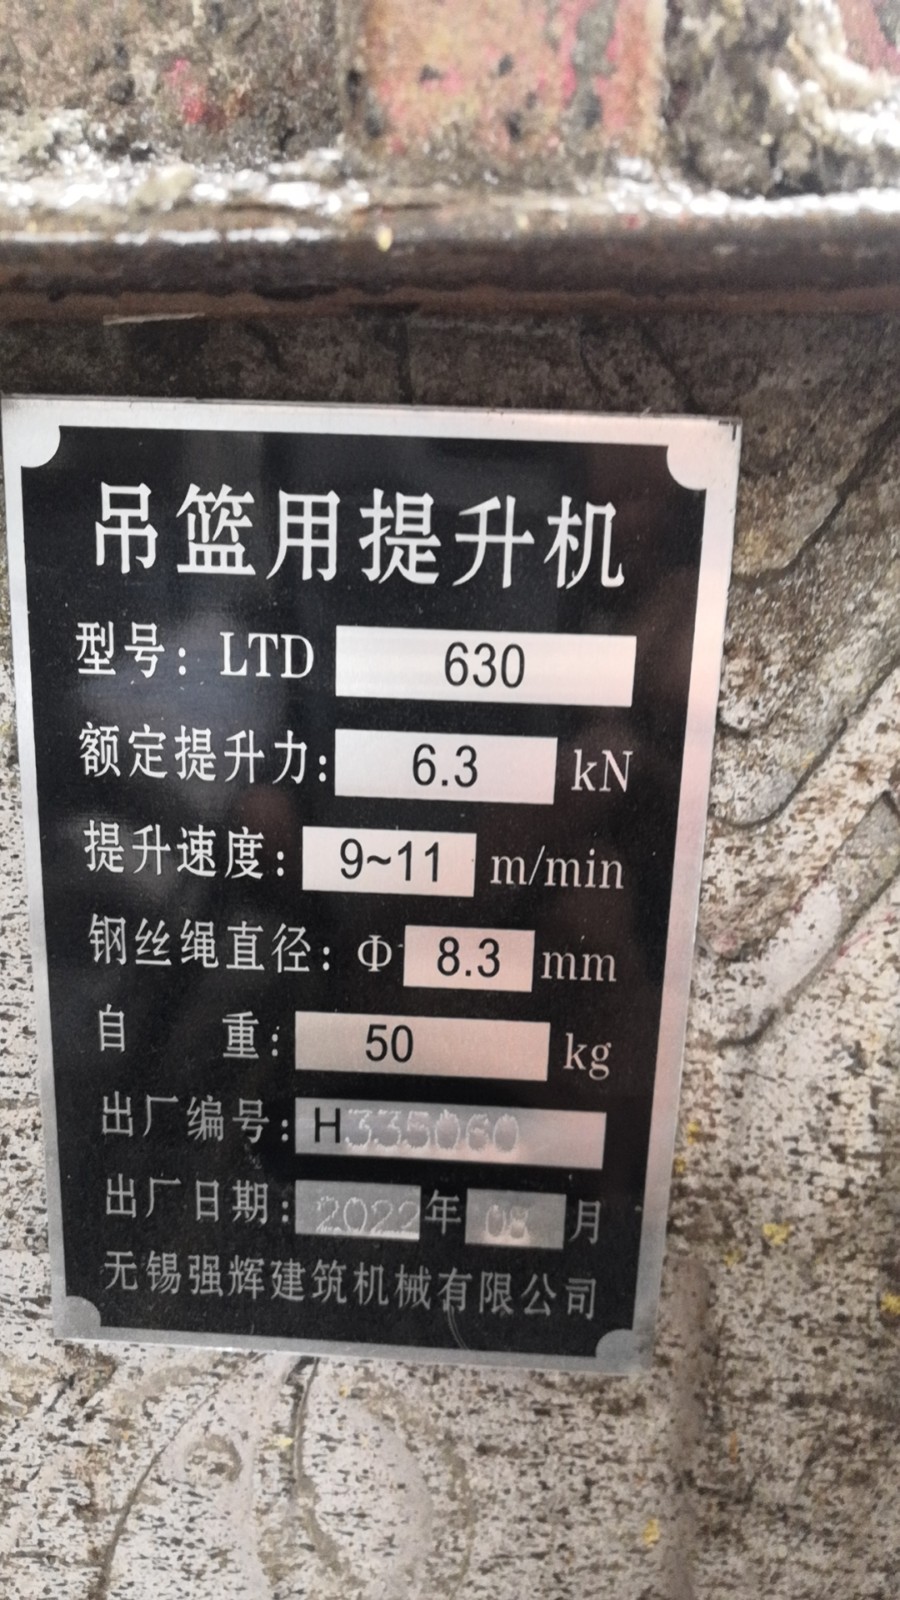 吊篮用提升机
型号：LTD 630
额定提升力：6.3 kN
提升速度：9~11 m/min
钢丝绳直径：Φ 8.3 mm
自 重：50 kg
出厂编号：H335060
出厂日期：2022年08月
无锡强辉建筑机械有限公司